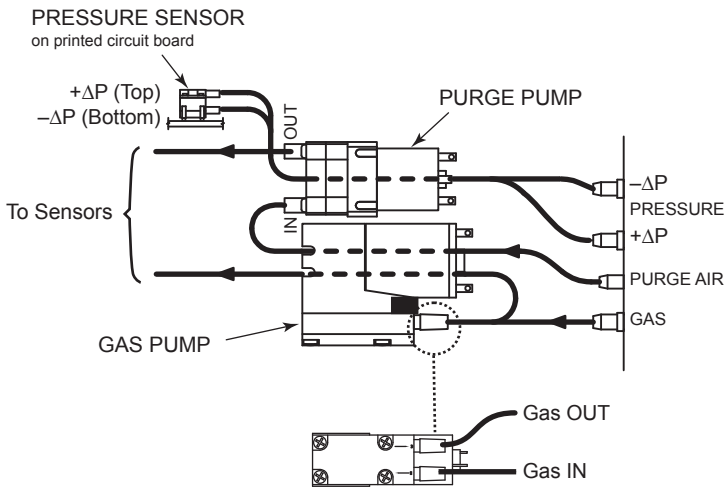 PRESSURE SENSOR
on printed circuit board
+ΔP (Top)
−ΔP (Bottom)
OUT
PURGE PUMP
−ΔP
PRESSURE
+ΔP
To Sensors
IN
PURGE AIR
GAS
GAS PUMP
Gas OUT
Gas IN